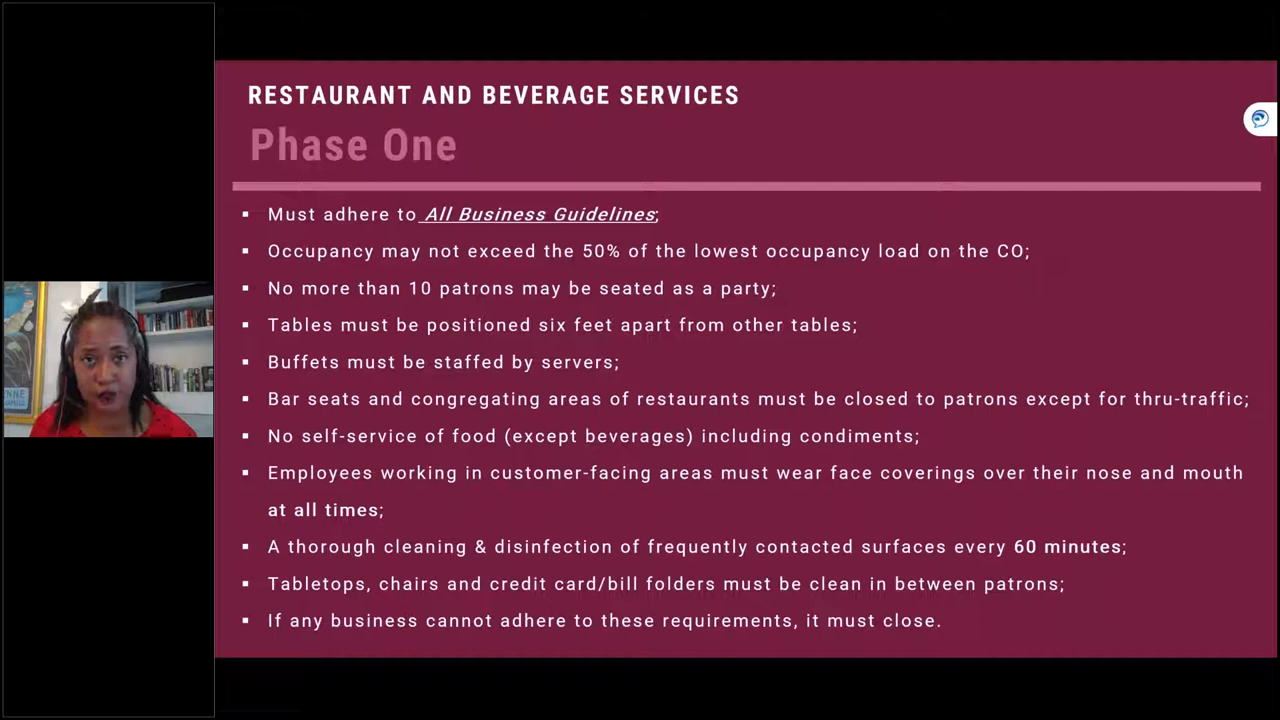 RESTAURANT AND BEVERAGE SERVICES
Phase One
▪ Must adhere to All Business Guidelines;
▪ Occupancy may not exceed the 50% of the lowest occupancy load on the CO;
▪ No more than 10 patrons may be seated as a party;
▪ Tables must be positioned six feet apart from other tables;
▪ Buffets must be staffed by servers;
▪ Bar seats and congregating areas of restaurants must be closed to patrons except for thru-traffic;
▪ No self-service of food (except beverages) including condiments;
▪ Employees working in customer-facing areas must wear face coverings over their nose and mouth
at all times;
▪ A thorough cleaning & disinfection of frequently contacted surfaces every 60 minutes;
▪ Tabletops, chairs and credit card/bill folders must be clean in between patrons;
▪ If any business cannot adhere to these requirements, it must close.